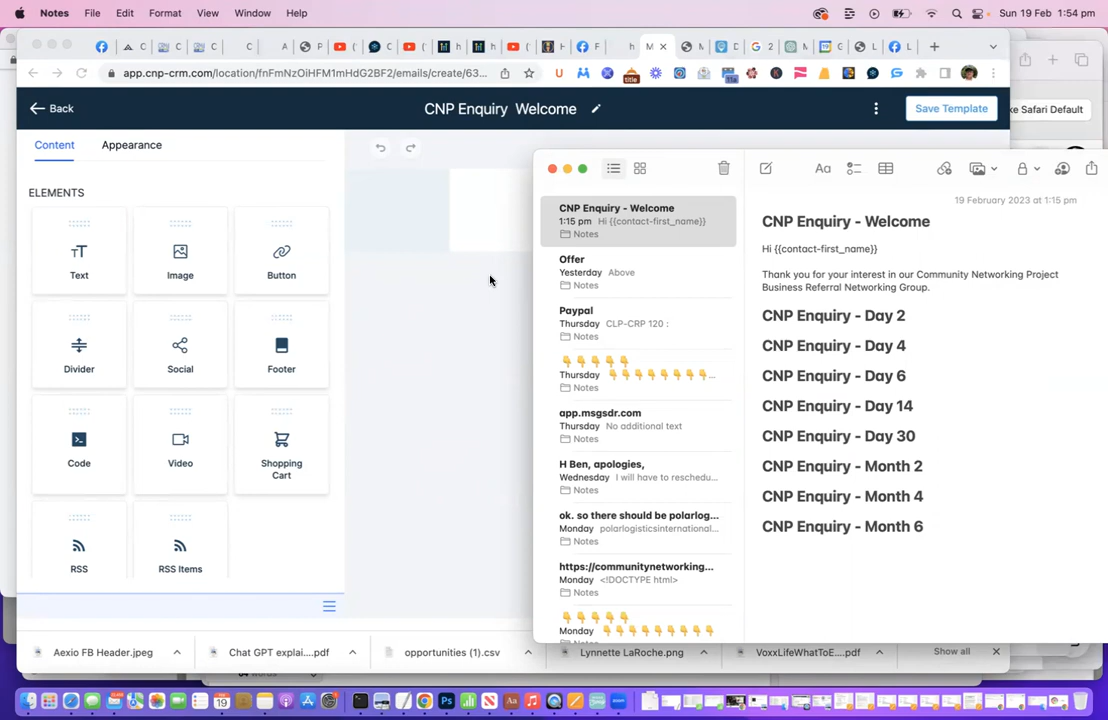 Notes File Edit Format View Window Help Sun 19 Feb 1:54 pm
app.cnp-crm.com/location/fnFmNzOiHFM1mHdG2BF2/emails/create/63...
ke Safari Default
Back
CNP Enquiry Welcome
Save Template
Content Appearance
ELEMENTS
Text Image Button
Divider Social Footer
Code Video Shopping
Cart
RSS RSS Items
CNP Enquiry - Welcome
1:15 pm Hi {{contact-first_name}}
Notes
Offer
Yesterday Above
Notes
Paypal
Thursday CLP-CRP 120 :
Notes
👇 👇 👇 👇 👇
Thursday 👇 👇 👇 👇 👇 👇 👇 👇...
Notes
app.msgsdr.com
Thursday No additional text
Notes
H Ben, apologies,
Wednesday I will have to reschedu...
Notes
ok. so there should be polarlog...
Monday polarlogisticsinternational...
Notes
https://communitynetworking...
Monday <!DOCTYPE html>
Notes
👇 👇 👇 👇 👇
Monday 👇 👇 👇 👇 👇 👇 👇 👇 👇
Aa
19 February 2023 at 1:15 pm
CNP Enquiry - Welcome
Hi {{contact-first_name}}
Thank you for your interest in our Community Networking Project
Business Referral Networking Group.
CNP Enquiry - Day 2
CNP Enquiry - Day 4
CNP Enquiry - Day 6
CNP Enquiry - Day 14
CNP Enquiry - Day 30
CNP Enquiry - Month 2
CNP Enquiry - Month 4
CNP Enquiry - Month 6
Aexio FB Header.jpeg Chat GPT explai....pdf opportunities (1).csv Lynnette LaRoche.png VoxxLifeWhatToE....pdf Show all